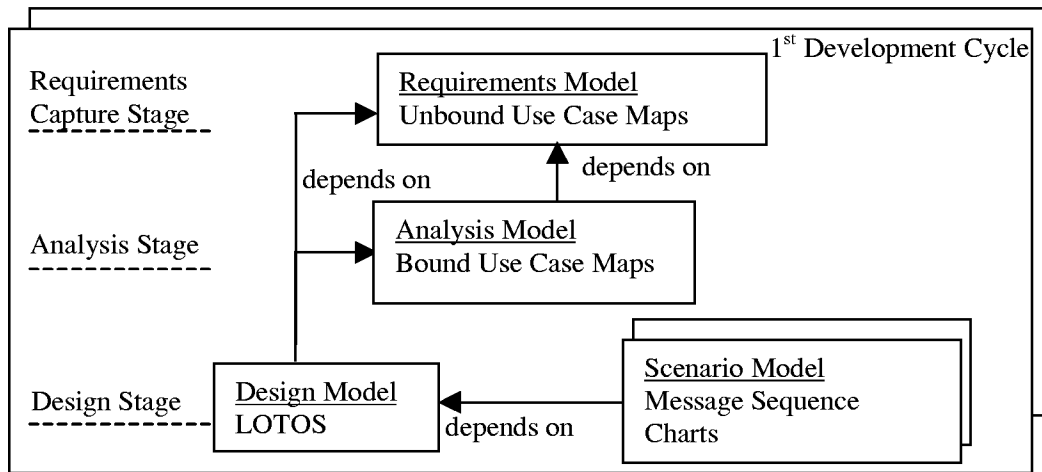 1st Development Cycle
Requirements
Capture Stage
Requirements Model
Unbound Use Case Maps
depends on
depends on
Analysis Stage
Analysis Model
Bound Use Case Maps
Design Stage
Design Model
LOTOS
depends on
Scenario Model
Message Sequence
Charts